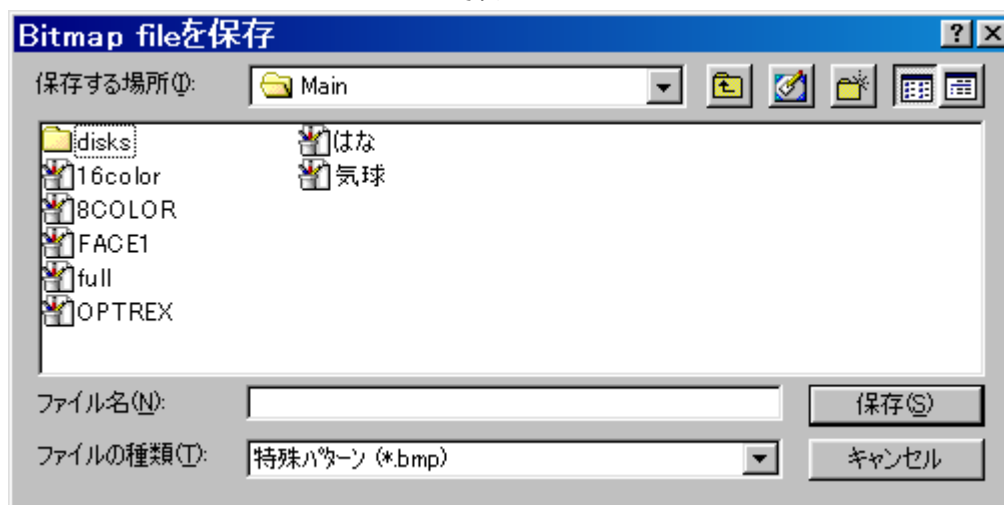 Bitmap fileを保存
保存する場所(I): Main
disks
16color
8COLOR
FACE1
full
OPTREX
はな
気球
ファイル名(N): 保存(S)
ファイルの種類(T): 特殊パターン (*.bmp) キャンセル